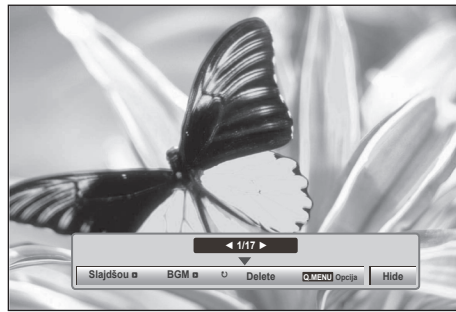 ◀ 1/17 ▶
Slajdšou ◘ BGM ◘ ↻ Delete Q.MENU Opcija Hide